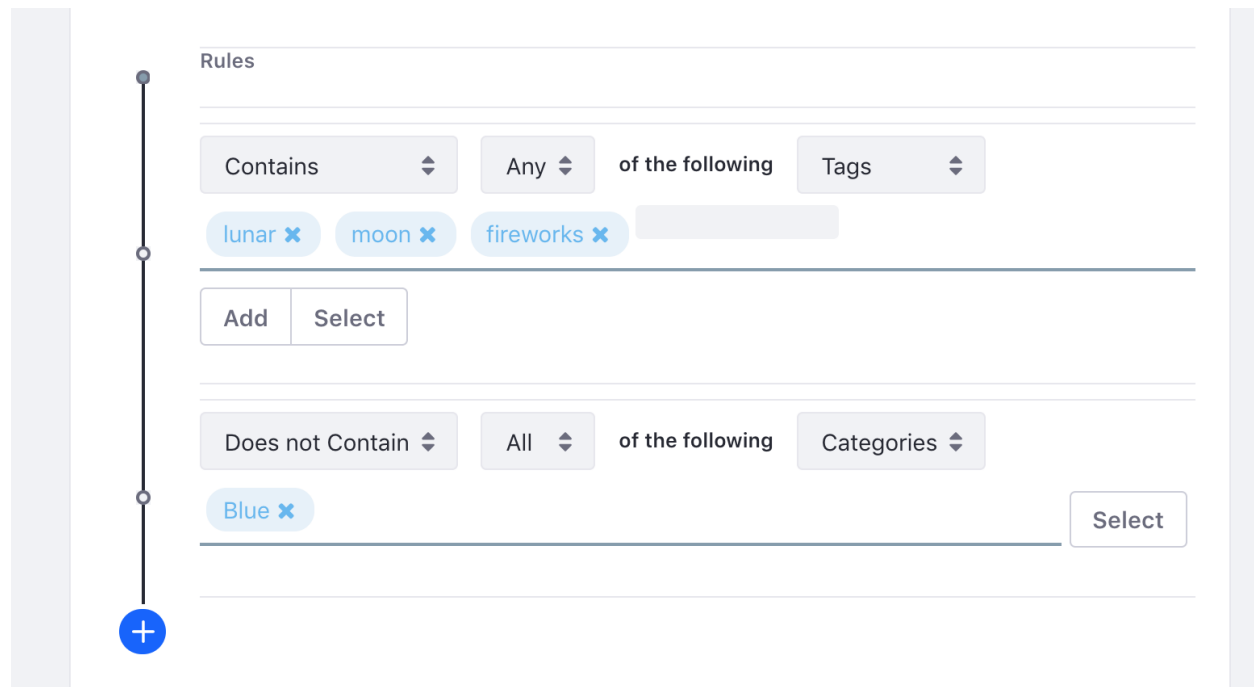 Rules
Contains Any of the following Tags
lunar moon fireworks
Add Select
Does not Contain All of the following Categories
Blue
Select